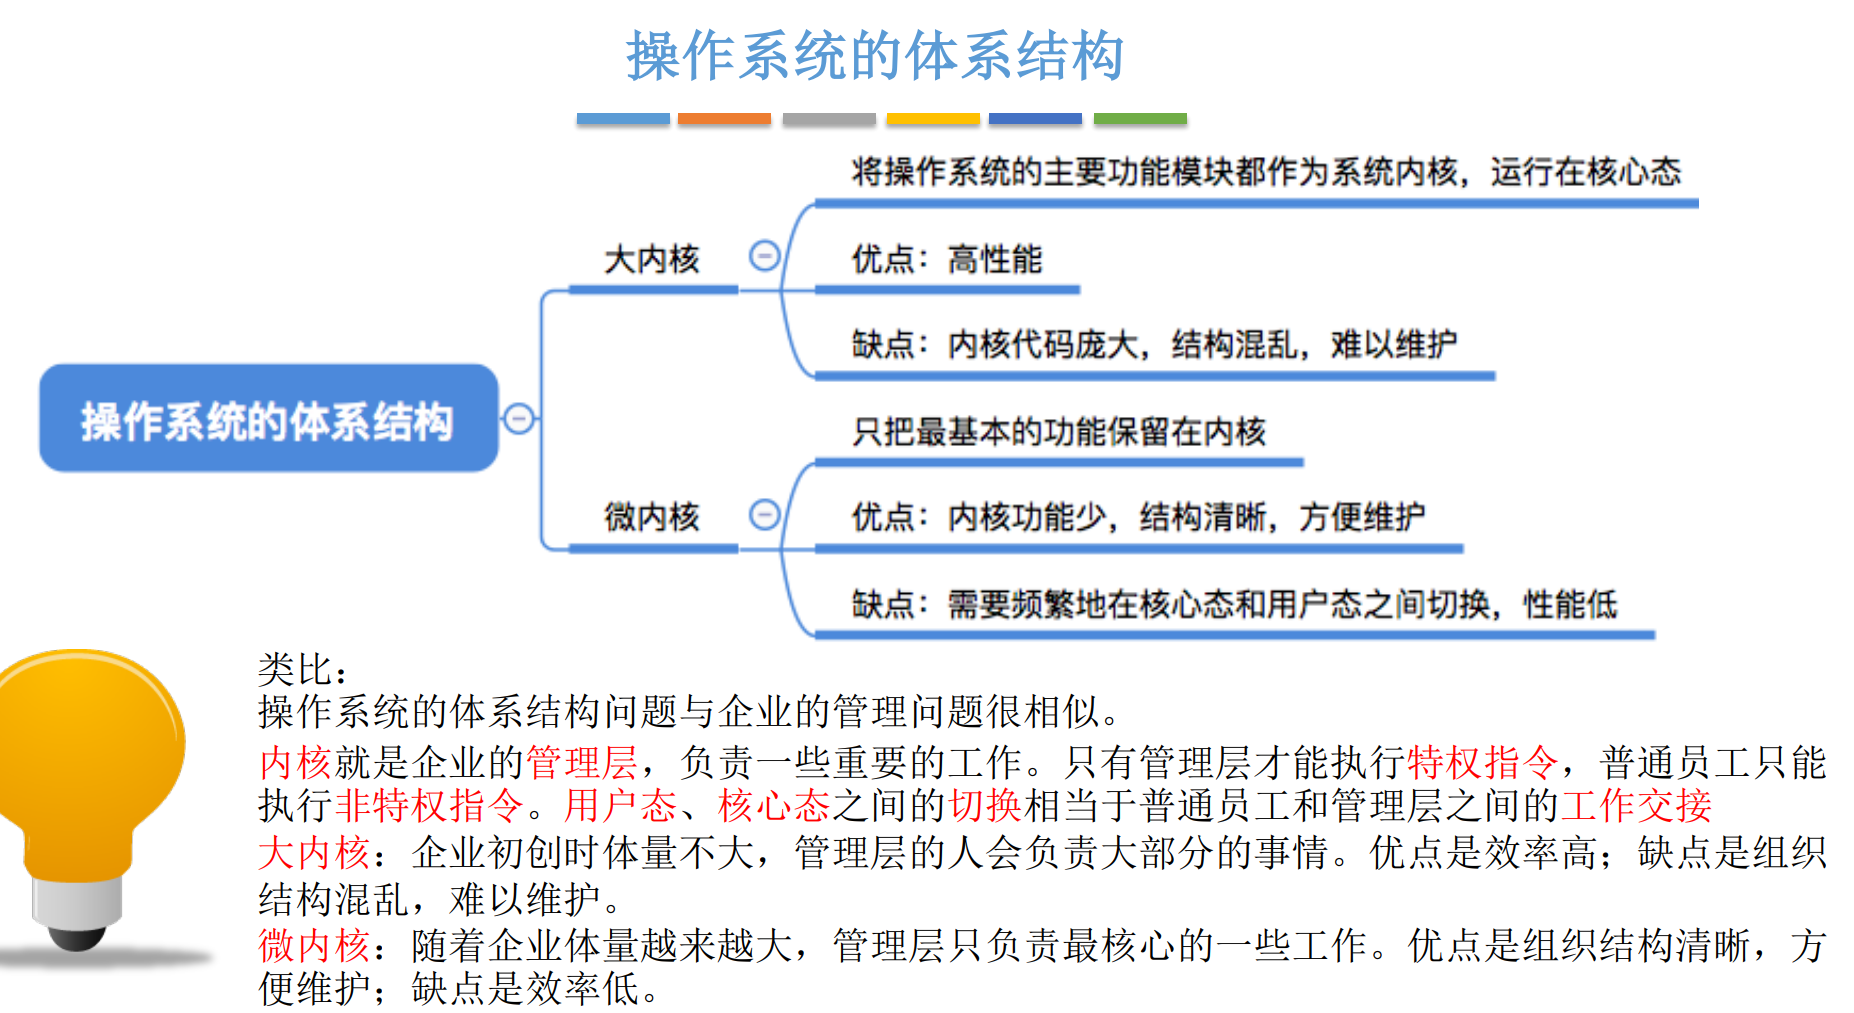 操作系统的体系结构
将操作系统的主要功能模块都作为系统内核，运行在核心态
大内核
优点：高性能
缺点：内核代码庞大，结构混乱，难以维护
操作系统的体系结构
只把最基本的功能保留在内核
微内核
优点：内核功能少，结构清晰，方便维护
缺点：需要频繁地在核心态和用户态之间切换，性能低
类比：
操作系统的体系结构问题与企业的管理问题很相似。
内核就是企业的管理层，负责一些重要的工作。只有管理层才能执行特权指令，普通员工只能
执行非特权指令。用户态、核心态之间的切换相当于普通员工和管理层之间的工作交接
大内核：企业初创时体量不大，管理层的人会负责大部分的事情。优点是效率高；缺点是组织
结构混乱，难以维护。
微内核：随着企业体量越来越大，管理层只负责最核心的一些工作。优点是组织结构清晰，方
便维护；缺点是效率低。